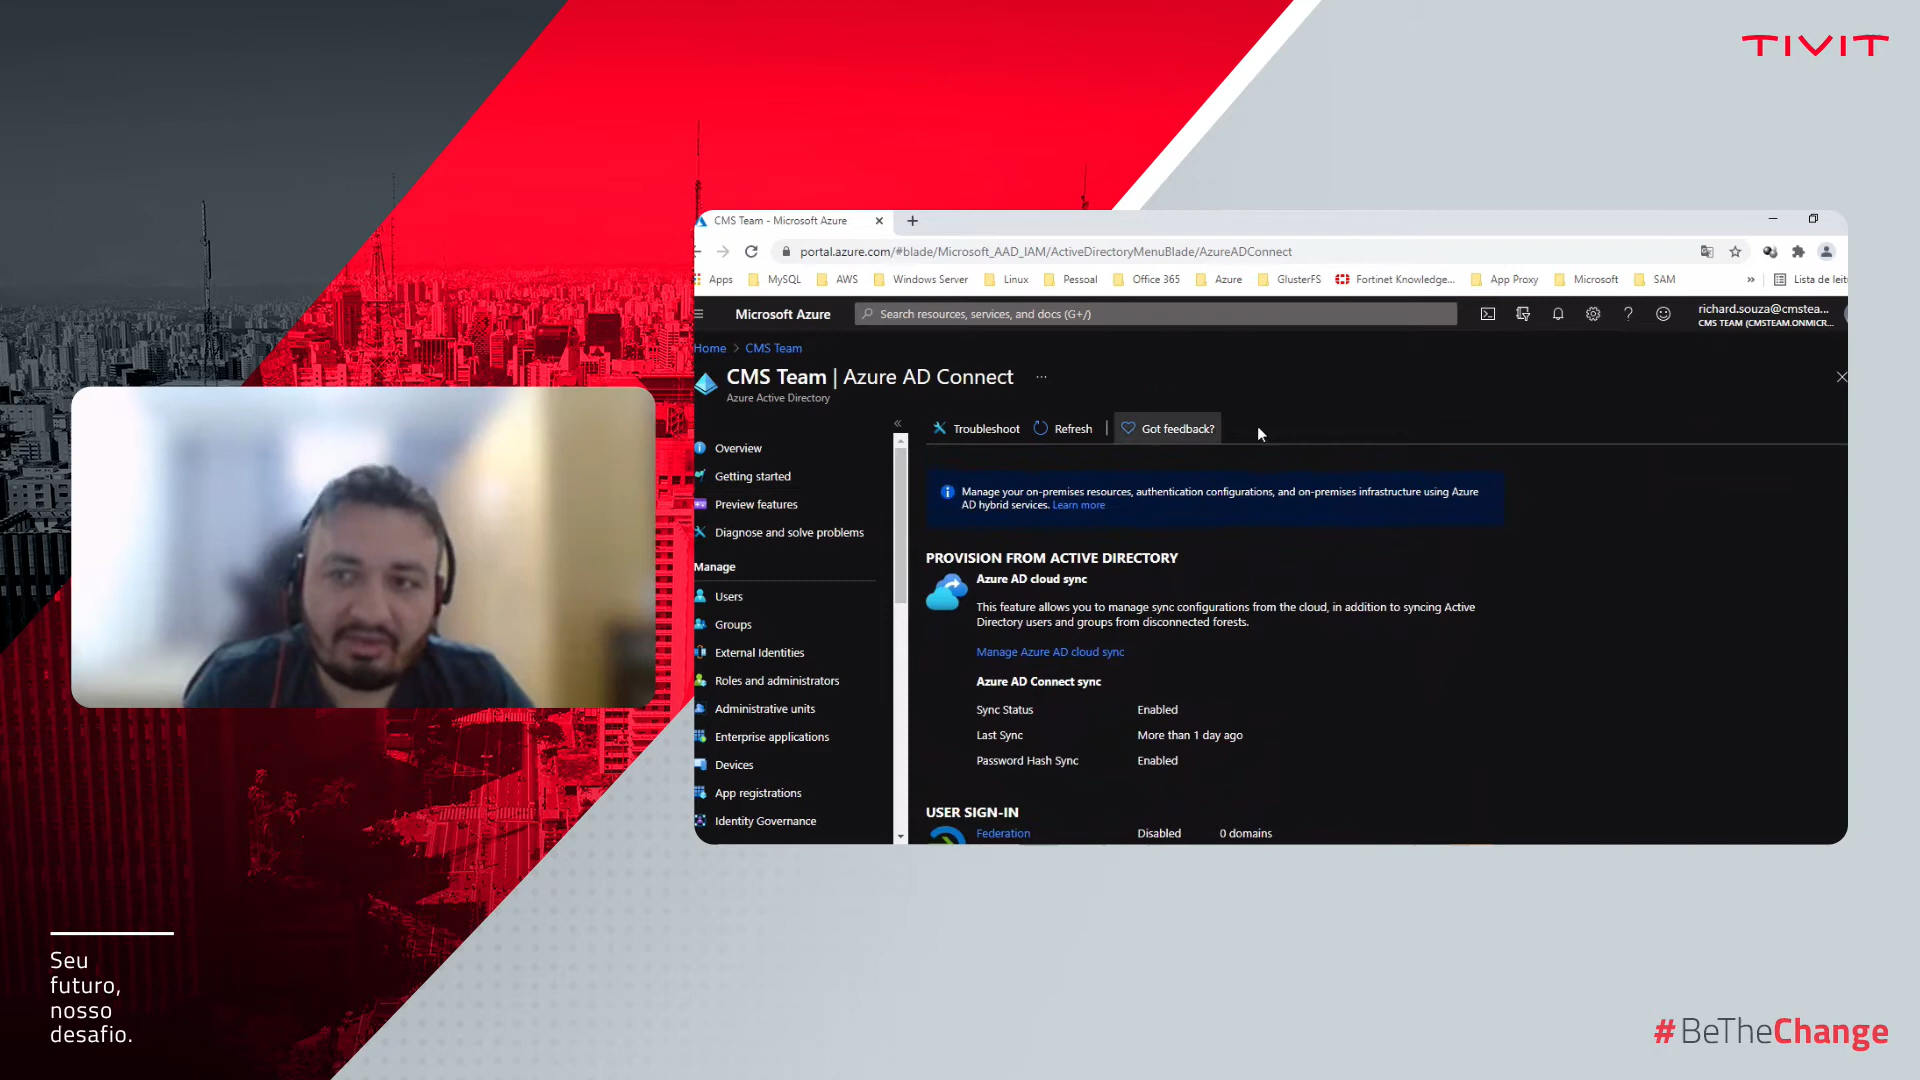 TIVIT
CMS Team - Microsoft Azure
portal.azure.com/#blade/Microsoft_AAD_IAM/ActiveDirectoryMenuBlade/AzureADConnect
Apps MySQL AWS Windows Server Linux Pessoal Office 365 Azure GlusterFS Fortinet Knowledge... App Proxy Microsoft SAM » Lista de leit
Microsoft Azure
Search resources, services, and docs (G+/)
richard.souza@cmstea...
CMS TEAM (CMSTEAM.ONMICR...
Home > CMS Team
CMS Team | Azure AD Connect ...
Azure Active Directory
«
Overview
Getting started
Preview features
Diagnose and solve problems
Manage
Users
Groups
External Identities
Roles and administrators
Administrative units
Enterprise applications
Devices
App registrations
Identity Governance
Troubleshoot Refresh | Got feedback?
Manage your on-premises resources, authentication configurations, and on-premises infrastructure using Azure
AD hybrid services. Learn more
PROVISION FROM ACTIVE DIRECTORY
Azure AD cloud sync
This feature allows you to manage sync configurations from the cloud, in addition to syncing Active
Directory users and groups from disconnected forests.
Manage Azure AD cloud sync
Azure AD Connect sync
Sync Status Enabled
Last Sync More than 1 day ago
Password Hash Sync Enabled
USER SIGN-IN
Federation Disabled 0 domains
Seu
futuro,
nosso
desafio.
#BeTheChange